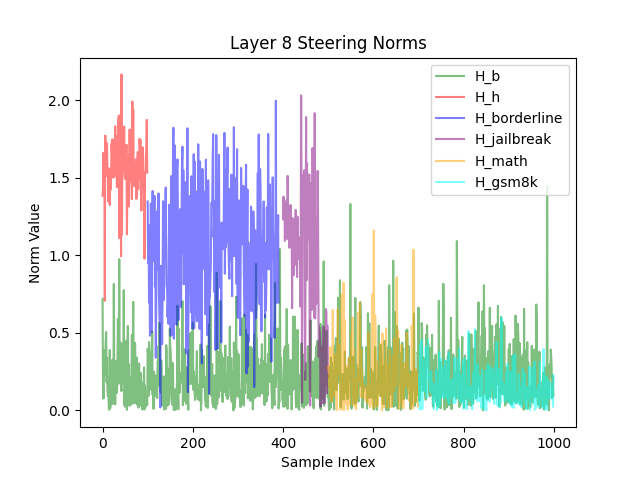 Layer 8 Steering Norms
H_b
H_h
H_borderline
H_jailbreak
H_math
H_gsm8k
Norm Value
2.0
1.5
1.0
0.5
0.0
0
200
400
600
800
1000
Sample Index